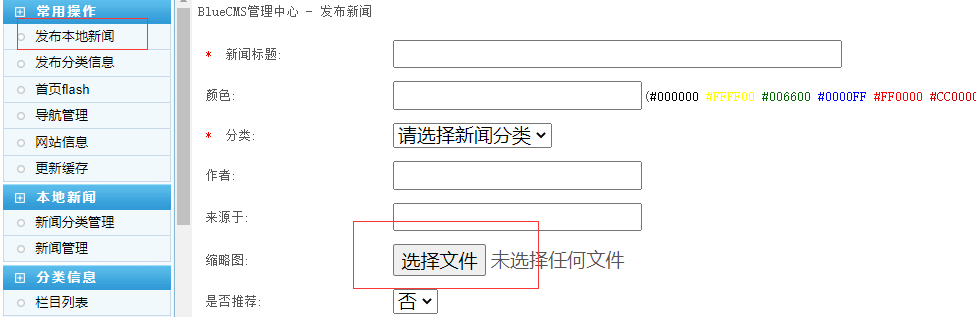 常用操作
发布本地新闻
发布分类信息
首页flash
导航管理
网站信息
更新缓存
本地新闻
新闻分类管理
新闻管理
分类信息
栏目列表
BlueCMS管理中心 - 发布新闻
* 新闻标题:
颜色: (#000000 #FFFF00 #006600 #0000FF #FF0000 #CC0000
* 分类: 请选择新闻分类
作者:
来源于:
缩略图: 选择文件 未选择任何文件
是否推荐: 否